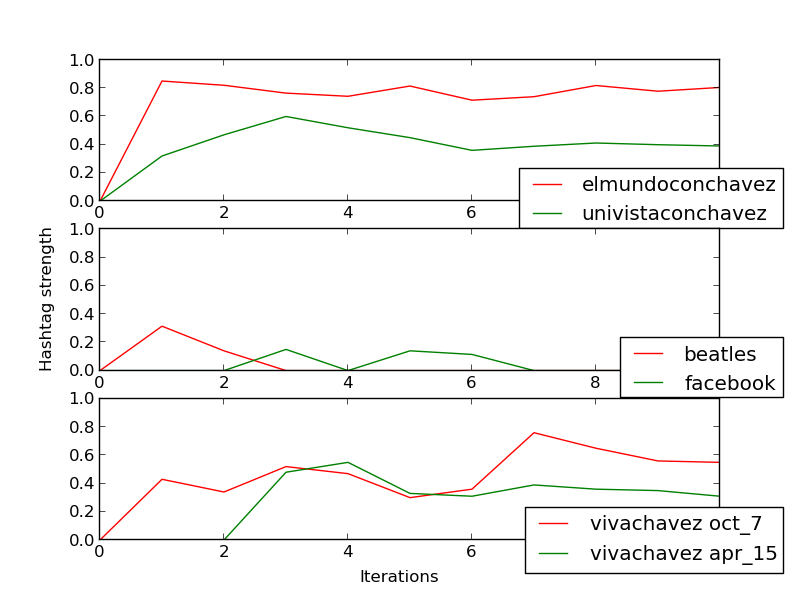 1.0
0.8
0.6
0.4
0.2
0.0
0 2 4 6
elmundoconchavez
univistaconchavez
Hashtag strength
1.0
0.8
0.6
0.4
0.2
0.0
0 2 4 6 8
beatles
facebook
1.0
0.8
0.6
0.4
0.2
0.0
0 2 4 6
vivachavez oct_7
vivachavez apr_15
Iterations